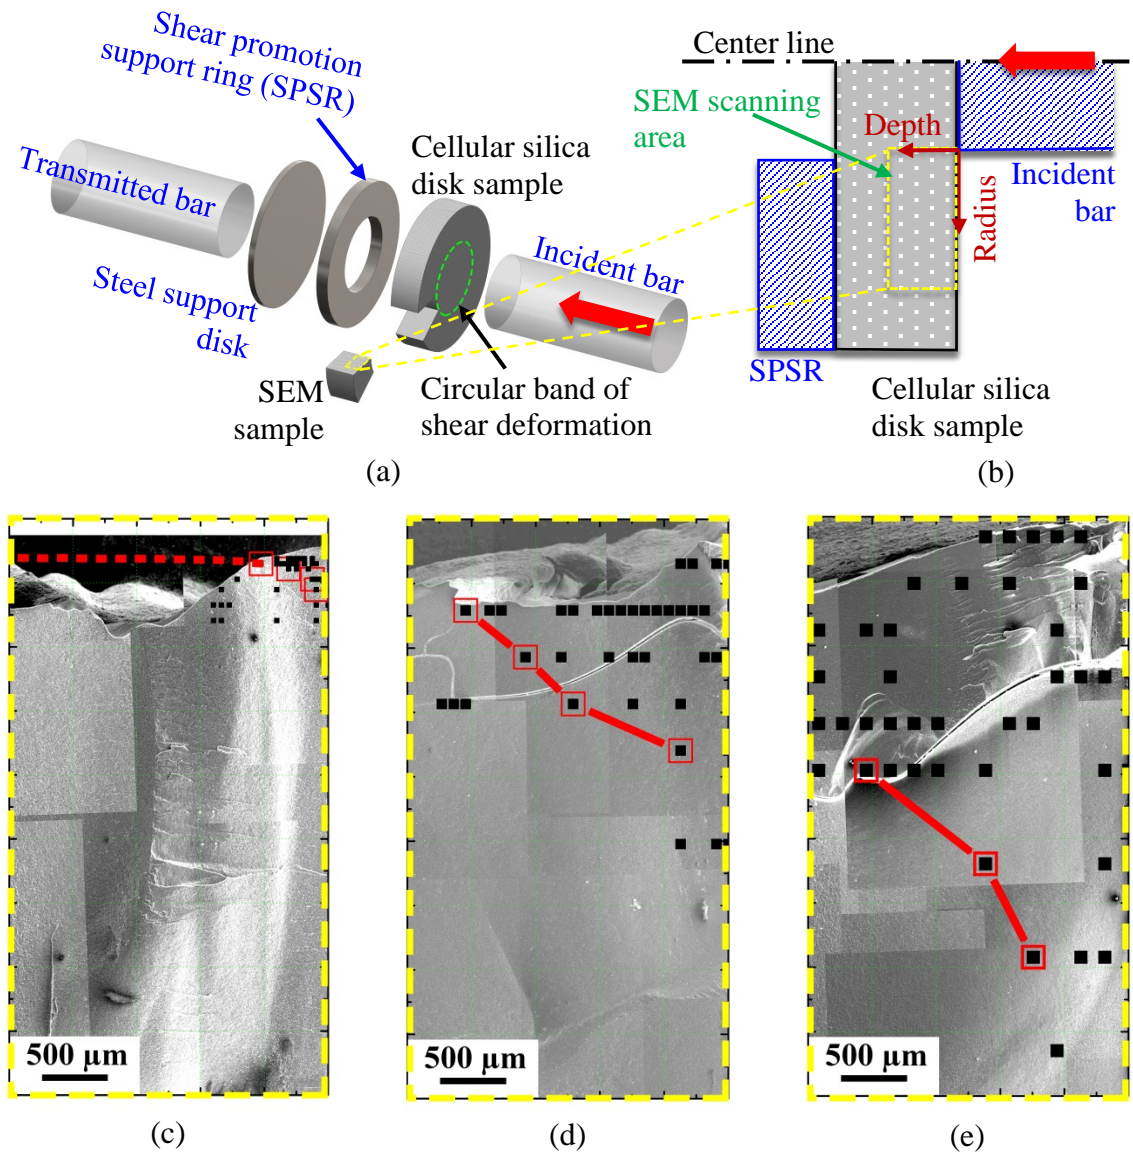 Shear promotion
support ring (SPSR)
Transmitted bar
Cellular silica
disk sample
Incident bar
Steel support
disk
SEM
sample
Circular band of
shear deformation
(a)
Center line
SEM scanning
area
Depth
Radius
Incident
bar
SPSR
Cellular silica
disk sample
(b)
500 µm
(c)
500 µm
(d)
500 µm
(e)